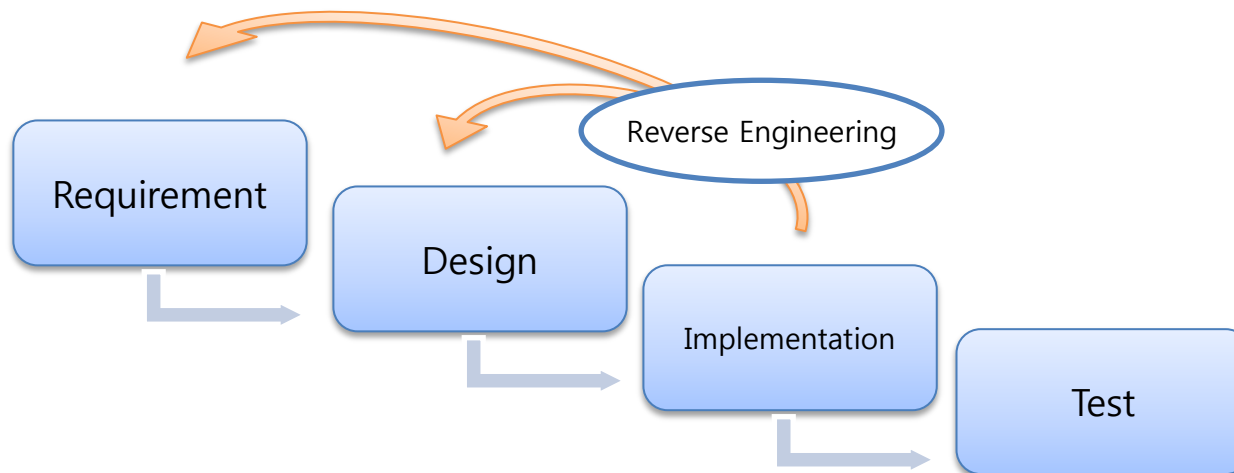 Reverse Engineering
Requirement
Design
Implementation
Test